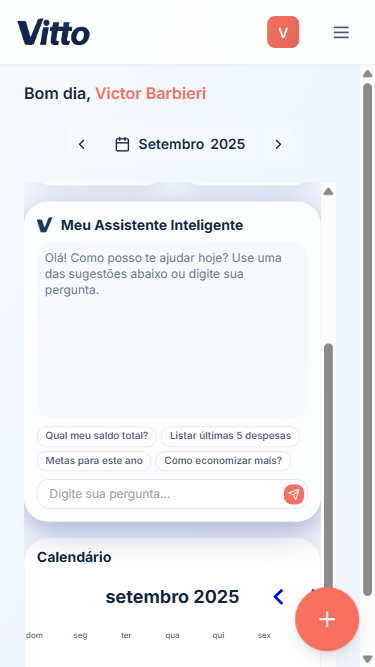 Vitto
V
Bom dia, Victor Barbieri
Setembro 2025
Meu Assistente Inteligente
Olá! Como posso te ajudar hoje? Use uma
das sugestões abaixo ou digite sua
pergunta.
Qual meu saldo total?
Listar últimas 5 despesas
Metas para este ano
Como economizar mais?
Digite sua pergunta...
Calendário
setembro 2025
dom seg ter qua qui sex